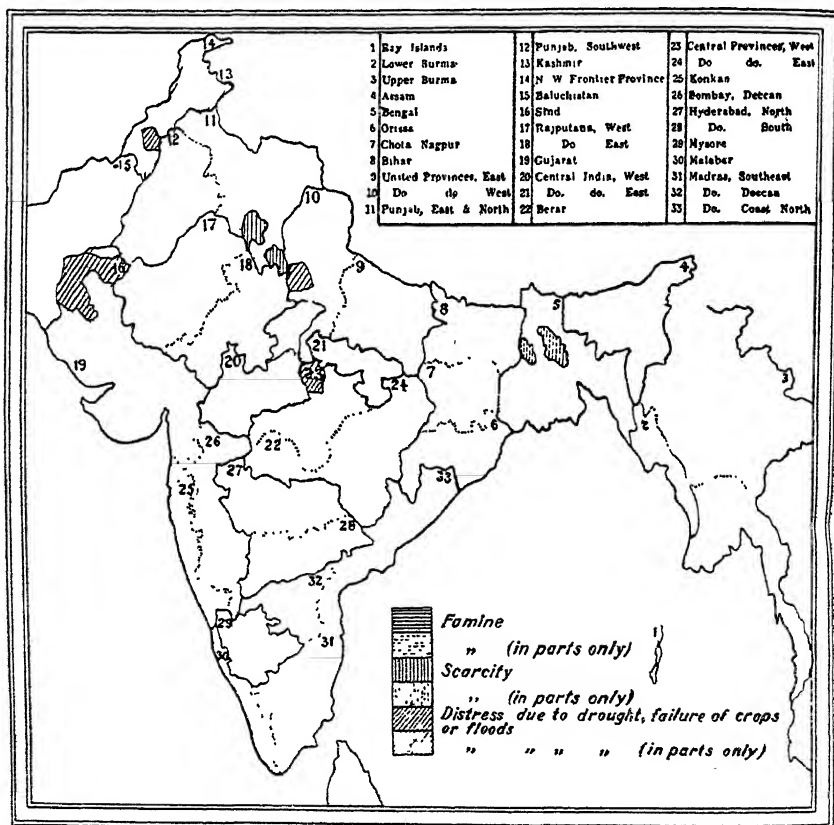 1 Bay Islands
2 Lower Burma
3 Upper Burma
4 Assam
5 Bengal
6 Orissa
7 Chota Nagpur
8 Bihar
9 United Provinces, East
10 Do do West
11 Punjab, East & North
12 Punjab, Southwest
13 Kashmir
14 N W Frontier Province
15 Baluchistan
16 Sind
17 Rajputana, West
18 Do East
19 Gujarat
20 Central India, West
21 Do. do. East
22 Berar
23 Central Provinces, West
24 Do do. East
25 Konkan
26 Bombay, Deccan
27 Hyderabad, North
28 Do. South
29 Mysore
30 Malabar
31 Madras, Southeast
32 Do. Deccan
33 Do. Coast North
14
13
11
12
15
10
17
16
18
9
4
8
5
21
20
19
7
24
3
2
6
26
22
27
25
33
28
32
29
31
30
1
Famine
„ (in parts only)
Scarcity
„ (in parts only)
Distress due to drought, failure of crops
or floods
„ „ „ „ (in parts only)